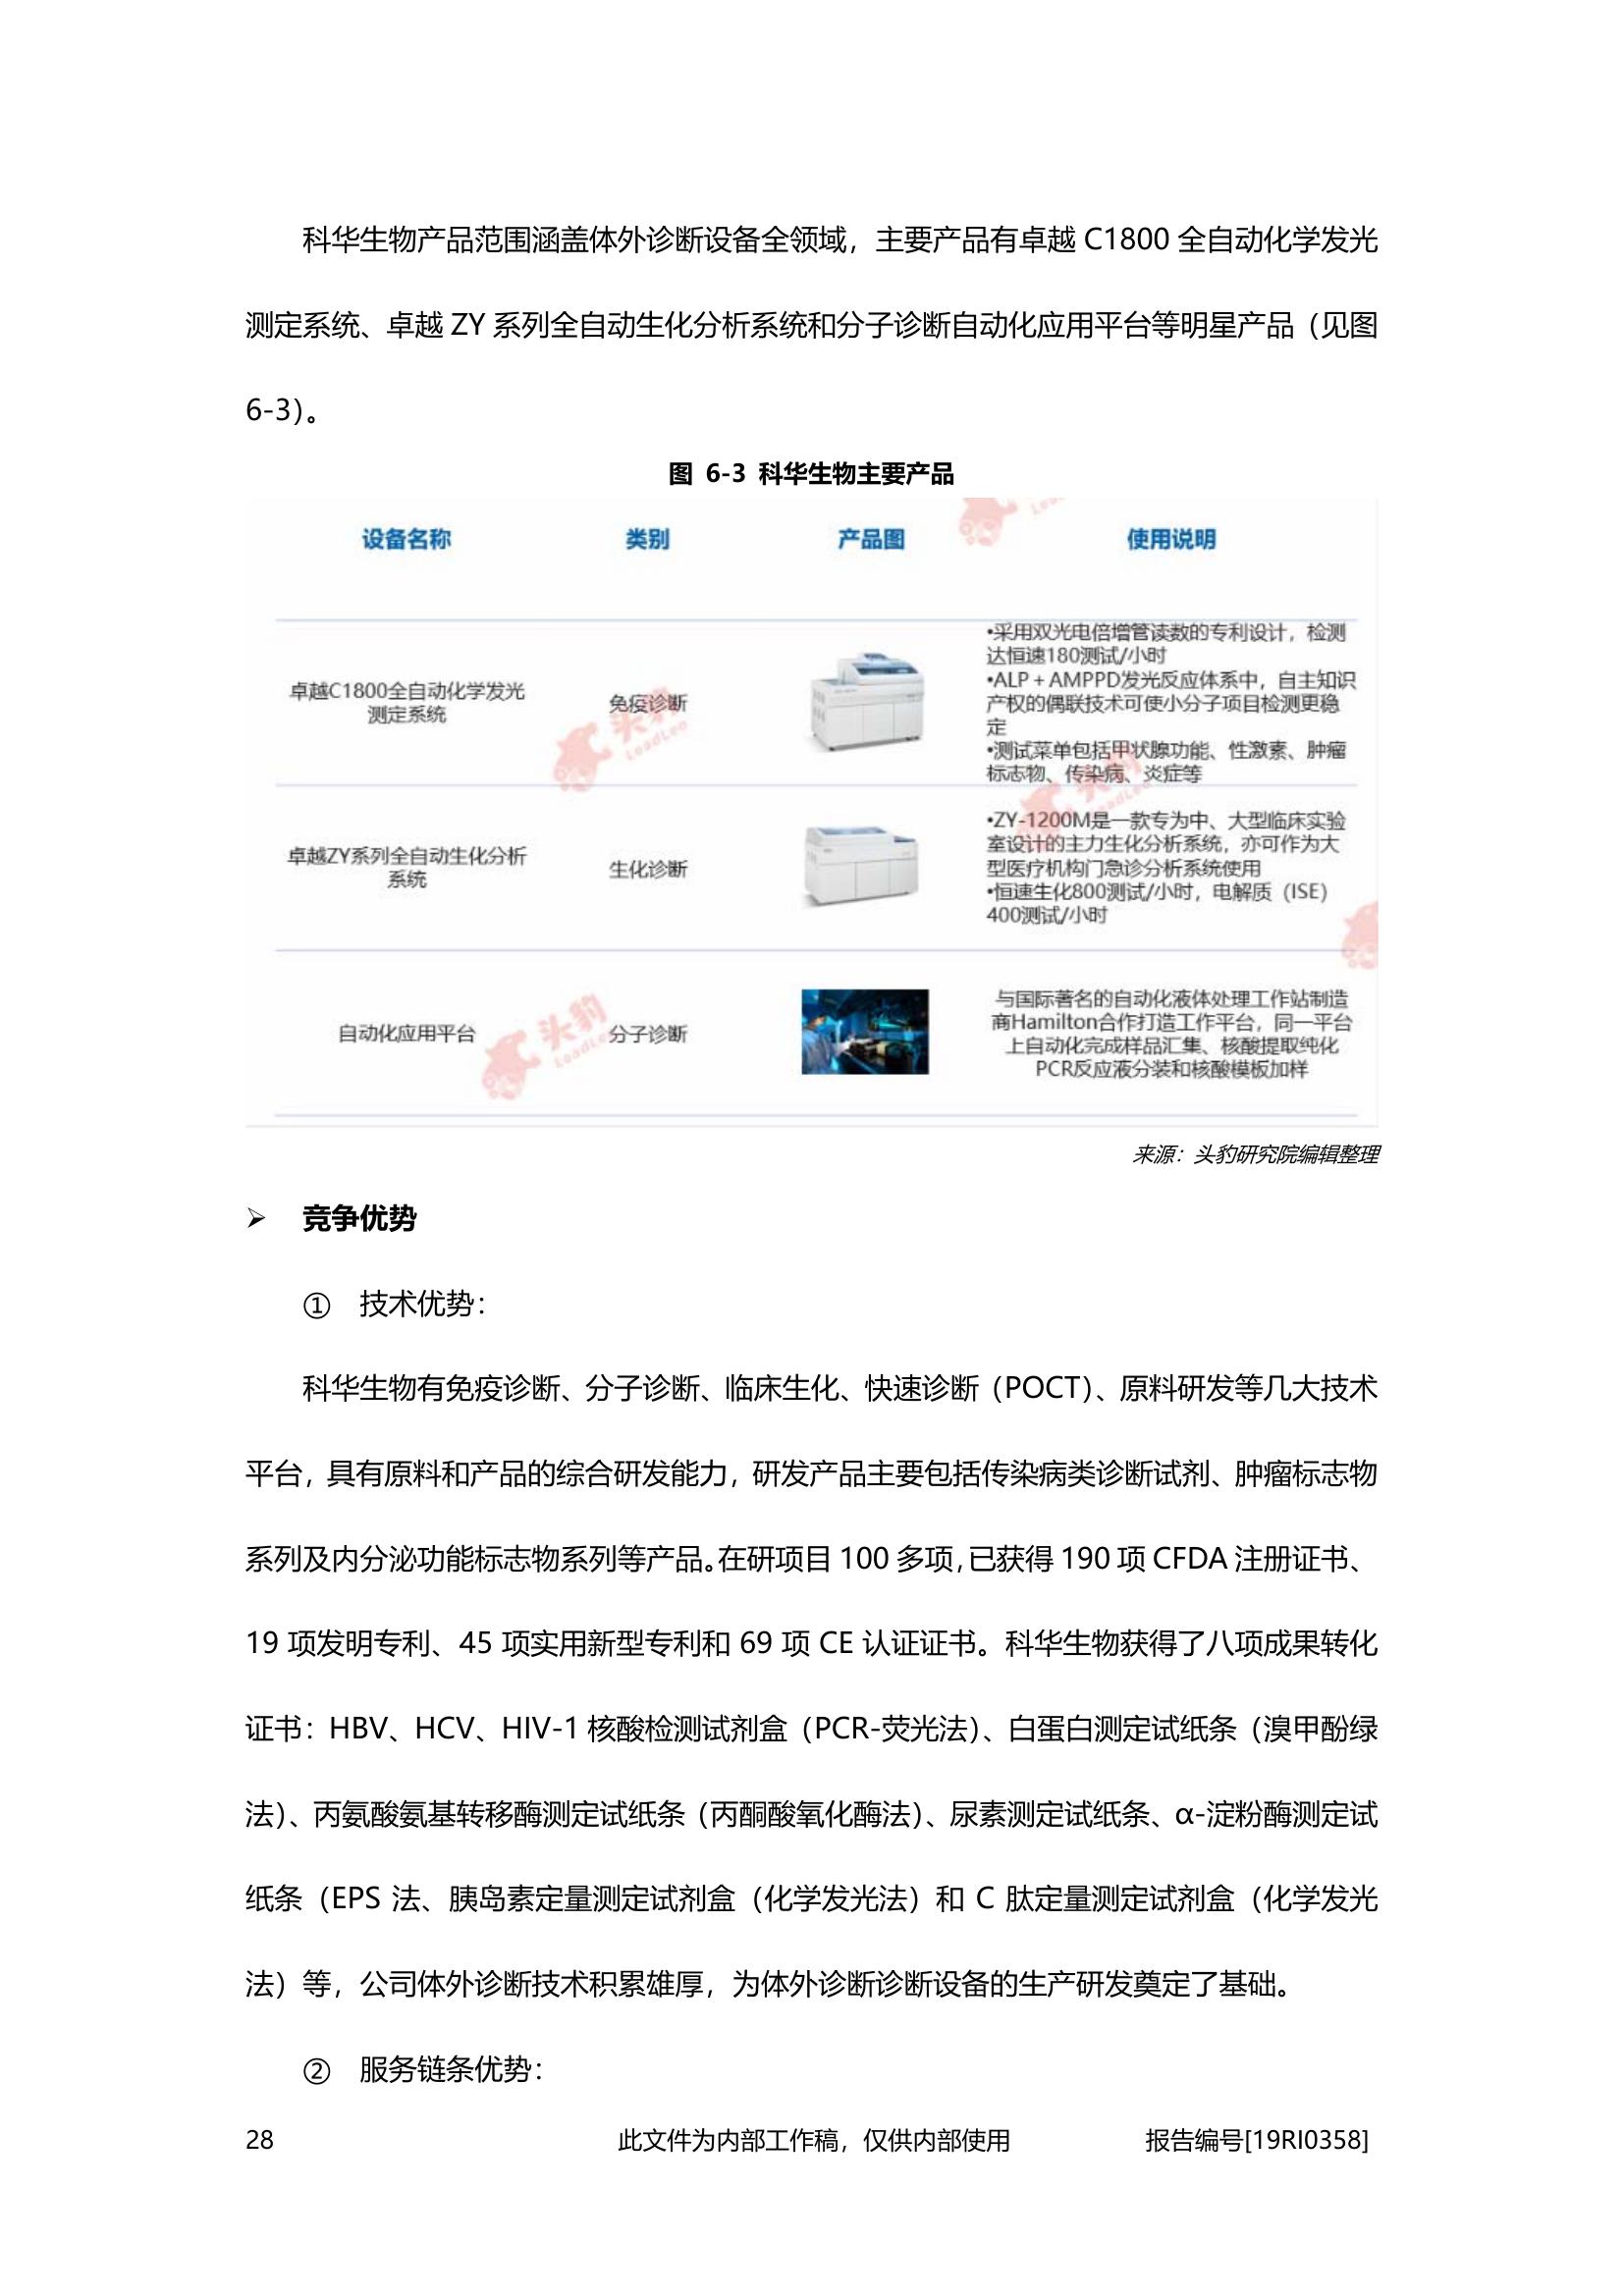 科华生物产品范围涵盖体外诊断设备全领域，主要产品有卓越 C1800 全自动化学发光
测定系统、卓越 ZY 系列全自动生化分析系统和分子诊断自动化应用平台等明星产品（见图
6-3）。
图 6-3 科华生物主要产品
设备名称 类别 产品图 使用说明
卓越C1800全自动化学发光
测定系统
免疫诊断
•采用双光电倍增管读数的专利设计，检测
达恒速180测试/小时
•ALP＋AMPPD发光反应体系中，自主知识
产权的偶联技术可使小分子项目检测更稳
定
•测试菜单包括甲状腺功能、性激素、肿瘤
标志物、传染病、炎症等
卓越ZY系列全自动生化分析
系统
生化诊断
•ZY-1200M是一款专为中、大型临床实验
室设计的主力生化分析系统，亦可作为大
型医疗机构门急诊分析系统使用
•恒速生化800测试/小时，电解质（ISE）
400测试/小时
自动化应用平台
分子诊断
与国际著名的自动化液体处理工作站制造
商Hamilton合作打造工作平台，同一平台
上自动化完成样品汇集、核酸提取纯化
PCR反应液分装和核酸模板加样
头豹
LeadLeo
来源：头豹研究院编辑整理
➢ 竞争优势
① 技术优势：
科华生物有免疫诊断、分子诊断、临床生化、快速诊断（POCT）、原料研发等几大技术
平台，具有原料和产品的综合研发能力，研发产品主要包括传染病类诊断试剂、肿瘤标志物
系列及内分泌功能标志物系列等产品。在研项目 100 多项，已获得 190 项 CFDA 注册证书、
19 项发明专利、45 项实用新型专利和 69 项 CE 认证证书。科华生物获得了八项成果转化
证书：HBV、HCV、HIV-1 核酸检测试剂盒（PCR-荧光法）、白蛋白测定试纸条（溴甲酚绿
法）、丙氨酸氨基转移酶测定试纸条（丙酮酸氧化酶法）、尿素测定试纸条、α-淀粉酶测定试
纸条（EPS 法、胰岛素定量测定试剂盒（化学发光法）和 C 肽定量测定试剂盒（化学发光
法）等，公司体外诊断技术积累雄厚，为体外诊断诊断设备的生产研发奠定了基础。
② 服务链条优势：
28 此文件为内部工作稿，仅供内部使用 报告编号[19RI0358]